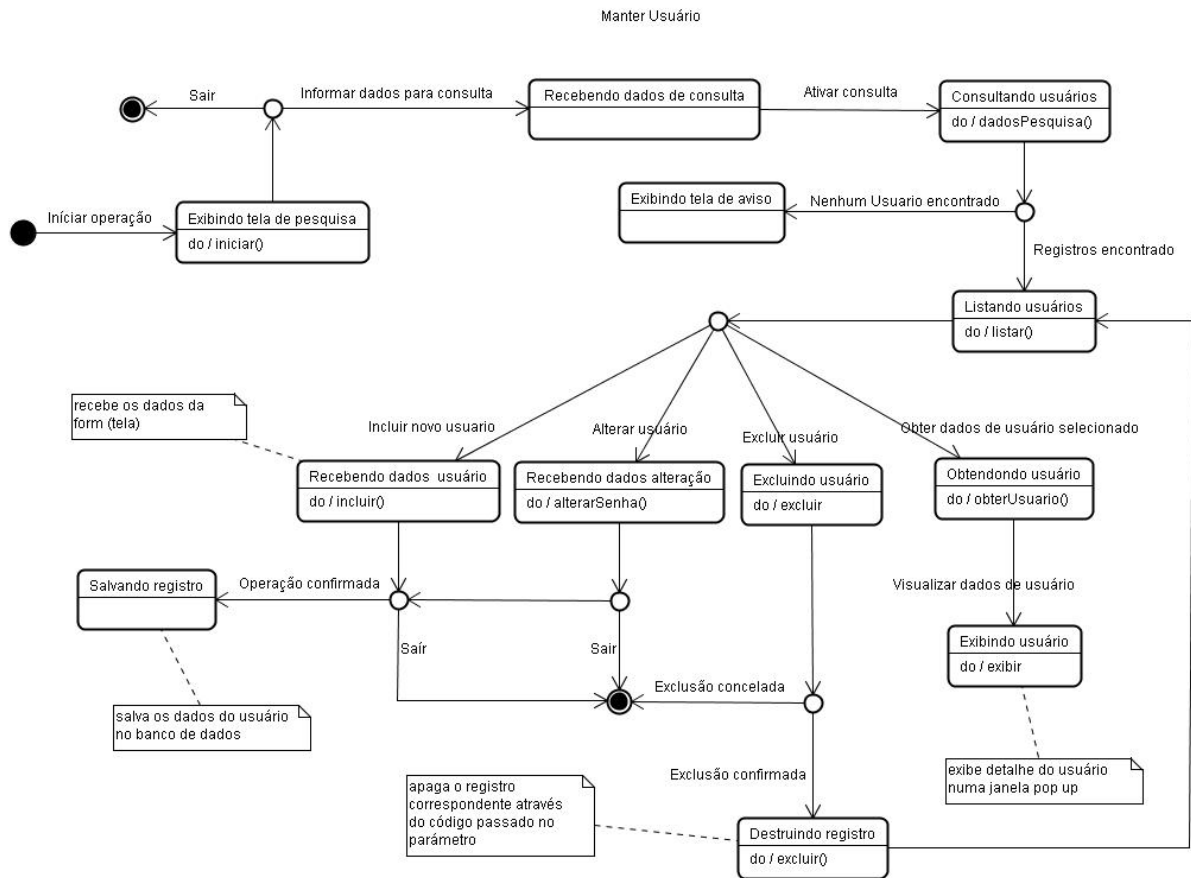 Manter Usuário
Sair
Informar dados para consulta
Recebendo dados de consulta
Ativar consulta
Consultando usuários
do / dadosPesquisa()
Iníciar operação
Exibindo tela de pesquisa
do / iniciar()
Exibindo tela de aviso
Nenhum Usuario encontrado
Registros encontrado
Listando usuários
do / listar()
recebe os dados da
form (tela)
Incluir novo usuario
Alterar usuário
Excluir usuário
Obter dados de usuário selecionado
Recebendo dados usuário
do / incluir()
Recebendo dados alteração
do / alterarSenha()
Excluindo usuário
do / excluir
Obtendondo usuário
do / obterUsuario()
Salvando registro
Operação confirmada
Visualizar dados de usuário
Saír
Sair
Exibindo usuário
do / exibir
Exclusão concelada
salva os dados do usuário
no banco de dados
Exclusão confirmada
exibe detalhe do usuário
numa janela pop up
apaga o registro
correspondente através
do código passado no
parámetro
Destruindo registro
do / excluir()